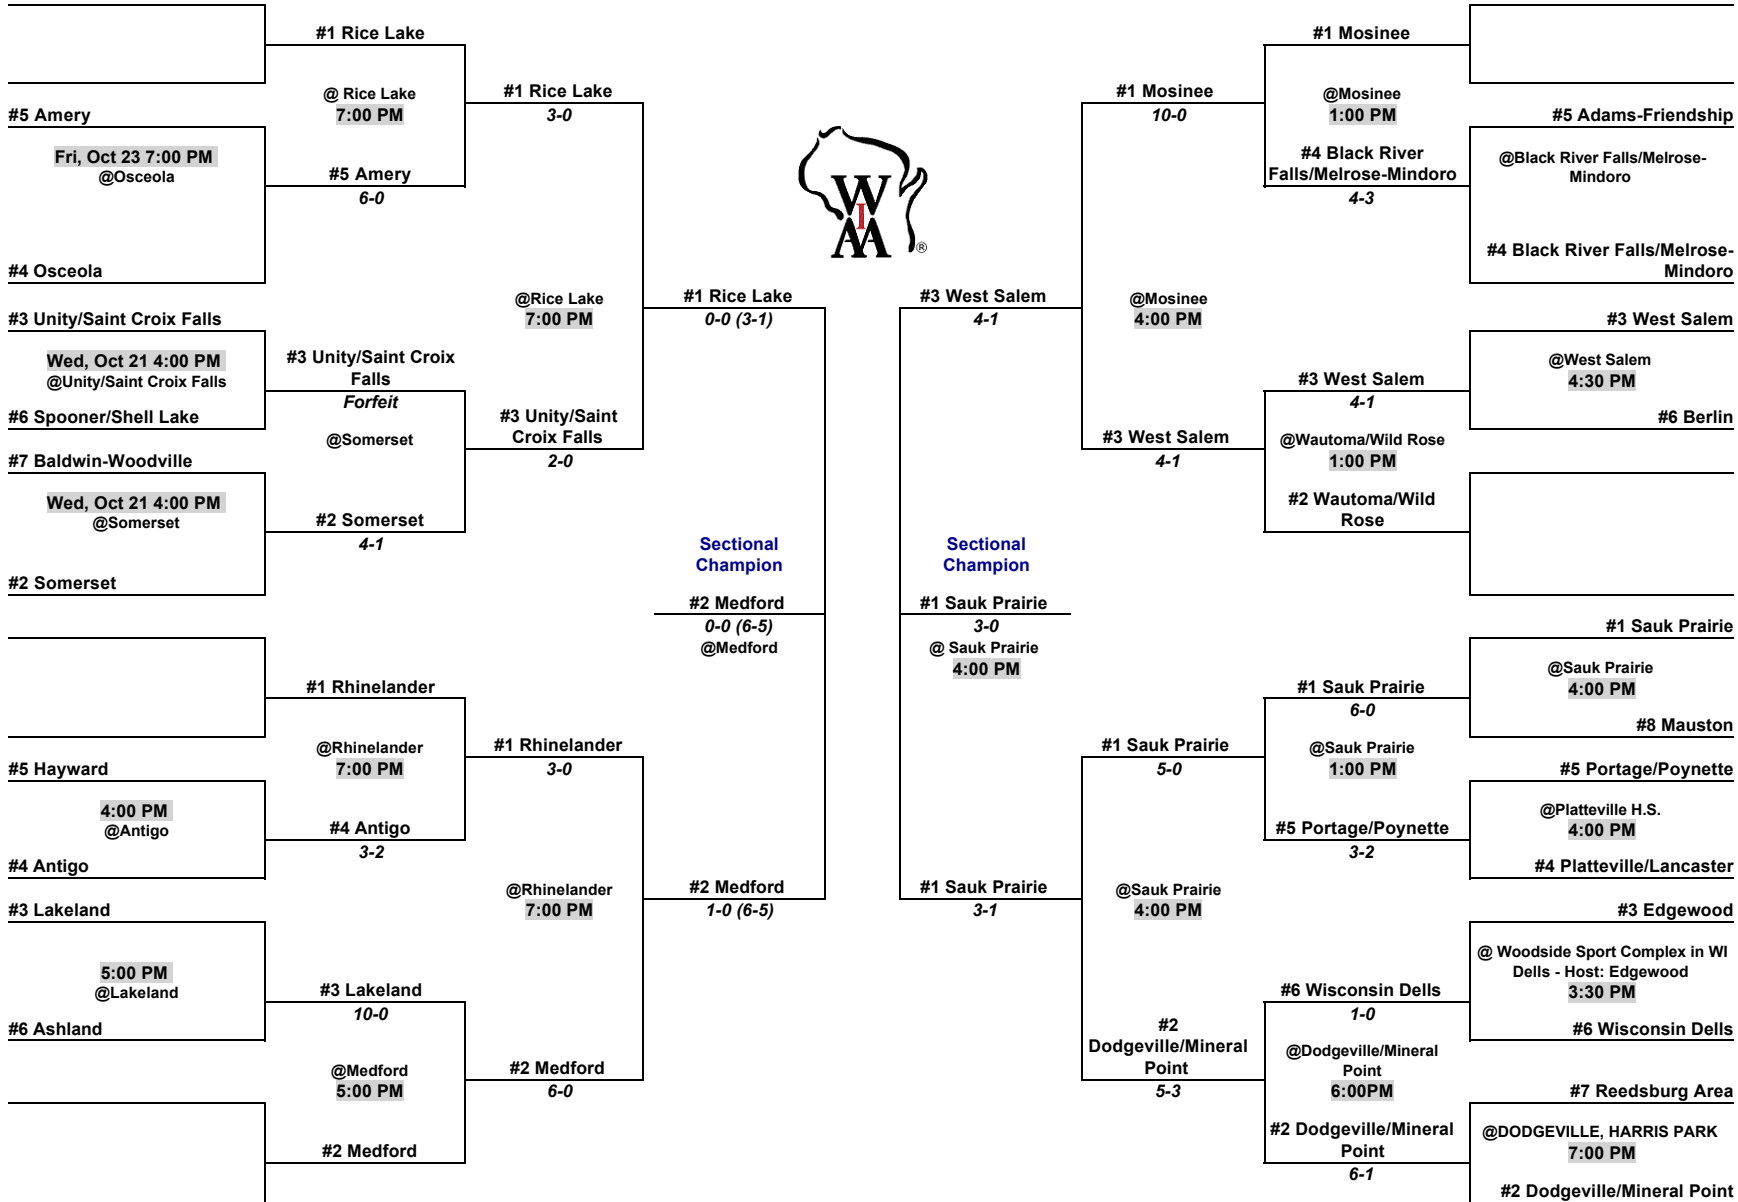 #1 Rice Lake
@ Rice Lake
7:00 PM
#5 Amery
Fri, Oct 23 7:00 PM
@Osceola
#5 Amery
6-0
#4 Osceola
#1 Rice Lake
3-0
#3 Unity/Saint Croix Falls
Wed, Oct 21 4:00 PM
@Unity/Saint Croix Falls
#6 Spooner/Shell Lake
#3 Unity/Saint Croix
Falls
Forfeit
@Somerset
#7 Baldwin-Woodville
Wed, Oct 21 4:00 PM
@Somerset
#2 Somerset
#2 Somerset
4-1
#3 Unity/Saint
Croix Falls
2-0
@Rice Lake
7:00 PM
#1 Rice Lake
0-0 (3-1)
Sectional
Champion
#2 Medford
0-0 (6-5)
@Medford
#1 Rhinelander
@Rhinelander
7:00 PM
#5 Hayward
4:00 PM
@Antigo
#4 Antigo
#4 Antigo
3-2
#1 Rhinelander
3-0
@Rhinelander
7:00 PM
#2 Medford
1-0 (6-5)
#3 Lakeland
5:00 PM
@Lakeland
#6 Ashland
#3 Lakeland
10-0
@Medford
5:00 PM
#2 Medford
#2 Medford
6-0
W
I
AA
®
#1 Mosinee
@Mosinee
1:00 PM
#5 Adams-Friendship
@Black River Falls/Melrose-
Mindoro
#4 Black River Falls/Melrose-
Mindoro
#4 Black River
Falls/Melrose-Mindoro
4-3
#1 Mosinee
10-0
@Mosinee
4:00 PM
#3 West Salem
4-1
#3 West Salem
@West Salem
4:30 PM
#6 Berlin
#3 West Salem
4-1
@Wautoma/Wild Rose
1:00 PM
#2 Wautoma/Wild
Rose
#3 West Salem
4-1
Sectional
Champion
#1 Sauk Prairie
3-0
@ Sauk Prairie
4:00 PM
#1 Sauk Prairie
@Sauk Prairie
4:00 PM
#8 Mauston
#1 Sauk Prairie
6-0
@Sauk Prairie
1:00 PM
#5 Portage/Poynette
@Platteville H.S.
4:00 PM
#4 Platteville/Lancaster
#5 Portage/Poynette
3-2
#1 Sauk Prairie
5-0
@Sauk Prairie
4:00 PM
#1 Sauk Prairie
3-1
#3 Edgewood
@ Woodside Sport Complex in WI
Dells - Host: Edgewood
3:30 PM
#6 Wisconsin Dells
#6 Wisconsin Dells
1-0
@Dodgeville/Mineral
Point
6:00PM
#2
Dodgeville/Mineral
Point
5-3
#7 Reedsburg Area
@DODGEVILLE, HARRIS PARK
7:00 PM
#2 Dodgeville/Mineral Point
#2 Dodgeville/Mineral
Point
6-1